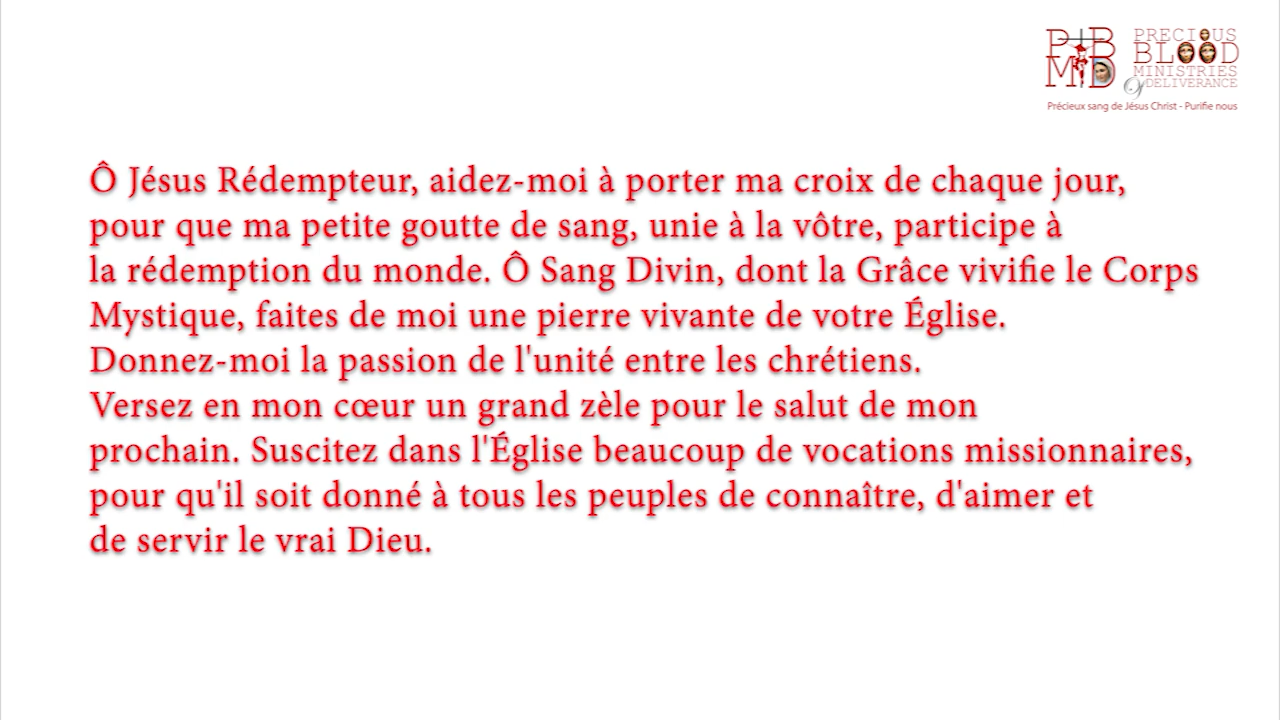 PBMD
PRECIOUS
BLOOD
MINISTRIES
Of DELIVERANCE
Précieux sang de Jésus Christ - Purifie nous
Ô Jésus Rédempteur, aidez-moi à porter ma croix de chaque jour,
pour que ma petite goutte de sang, unie à la vôtre, participe à
la rédemption du monde. Ô Sang Divin, dont la Grâce vivifie le Corps
Mystique, faites de moi une pierre vivante de votre Église.
Donnez-moi la passion de l'unité entre les chrétiens.
Versez en mon cœur un grand zèle pour le salut de mon
prochain. Suscitez dans l'Église beaucoup de vocations missionnaires,
pour qu'il soit donné à tous les peuples de connaître, d'aimer et
de servir le vrai Dieu.